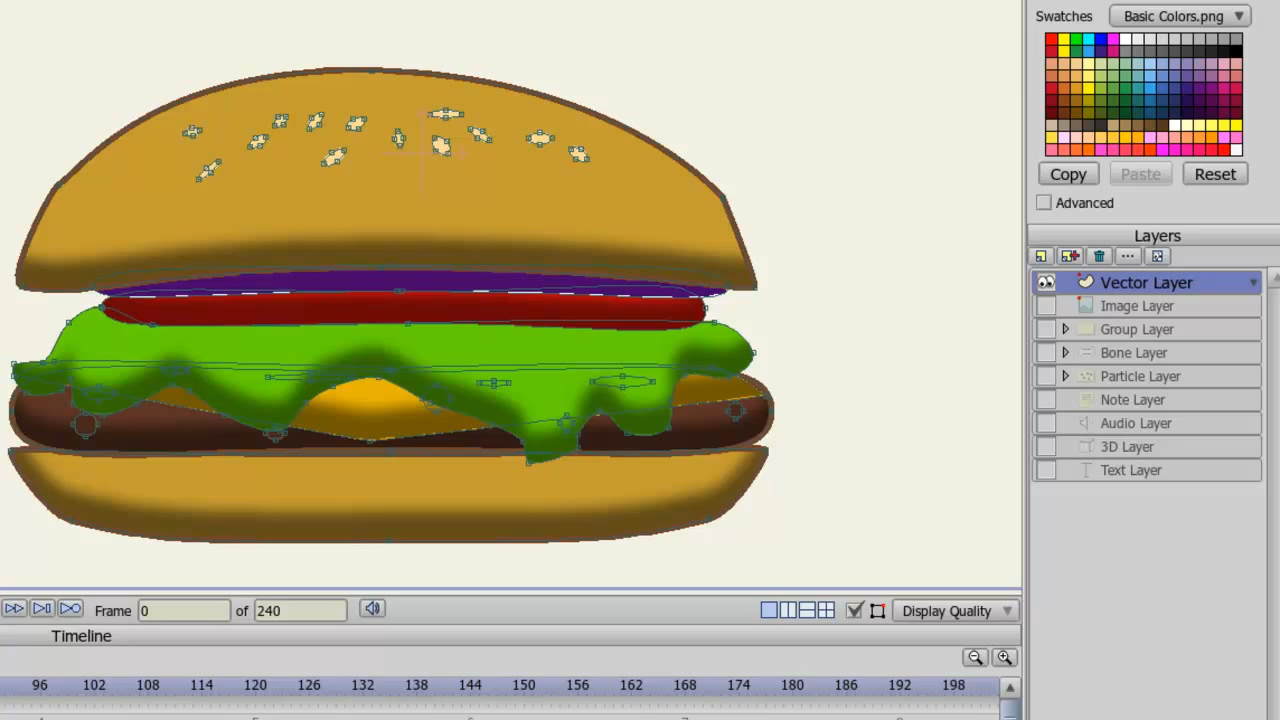 Swatches Basic Colors.png
Copy Paste Reset
Advanced
Layers
Vector Layer
Image Layer
Group Layer
Bone Layer
Particle Layer
Note Layer
Audio Layer
3D Layer
Text Layer
Frame 0 of 240 Display Quality
Timeline
96 102 108 114 120 126 132 138 144 150 156 162 168 174 180 186 192 198